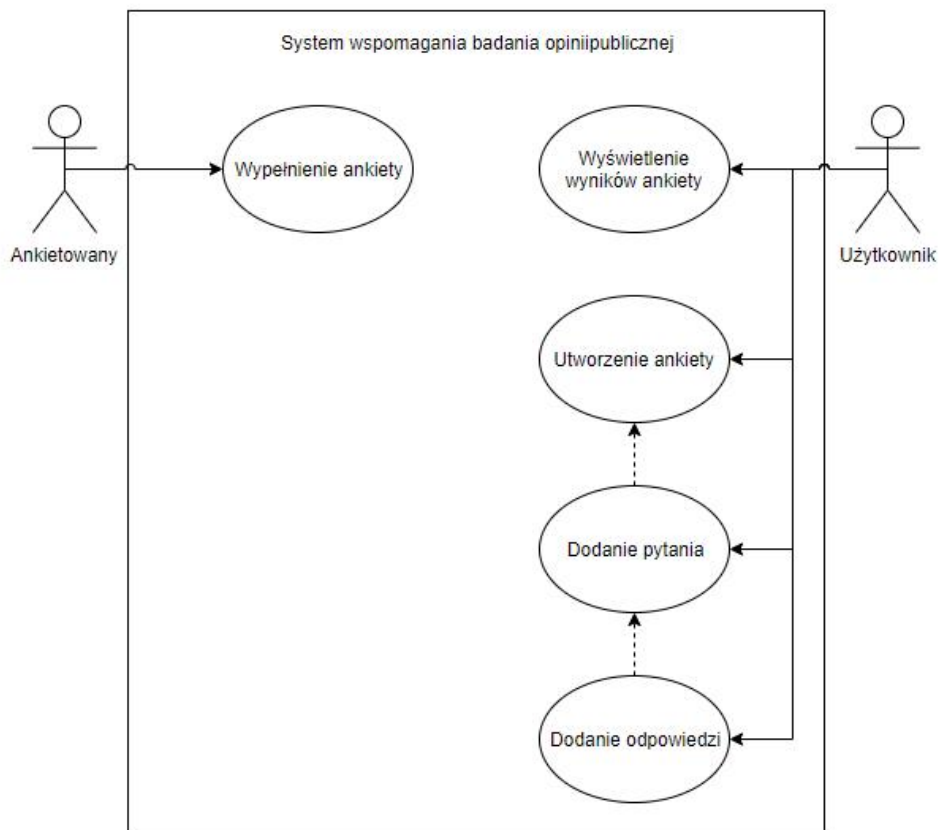 System wspomagania badania opiniipublicznej
Wypełnienie ankiety
Wyświetlenie
wyników ankiety
Ankietowany
Użytkownik
Utworzenie ankiety
Dodanie pytania
Dodanie odpowiedzi